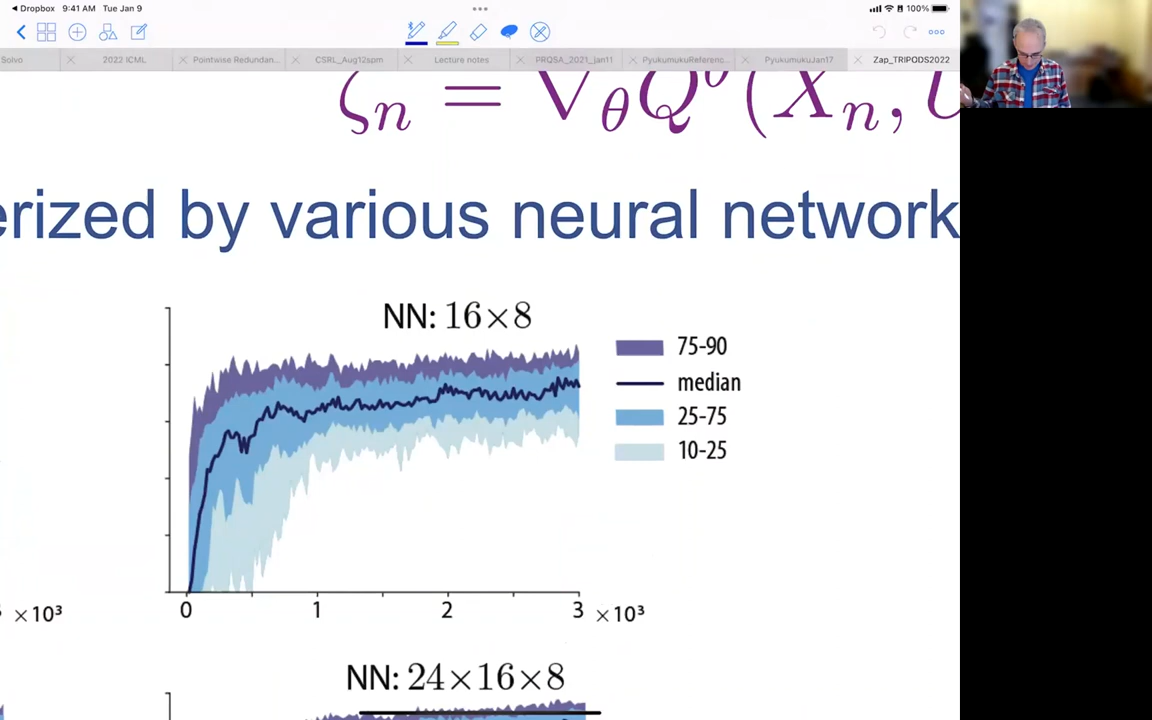 Dropbox 9:41 AM Tue Jan 9 100%
Solvo 2022 ICML Pointwise Redundan... CSRL_Aug12spm Lecture notes PRQSA_2021_jan11 PyukumukuReferenc... PyukumukuJan17 Zap_TRIPODS2022
ζn = ∇θQθ(Xn, U
erized by various neural network
NN: 16×8
75-90
median
25-75
10-25
0 1 2 3 ×10³
×10³
NN: 24×16×8